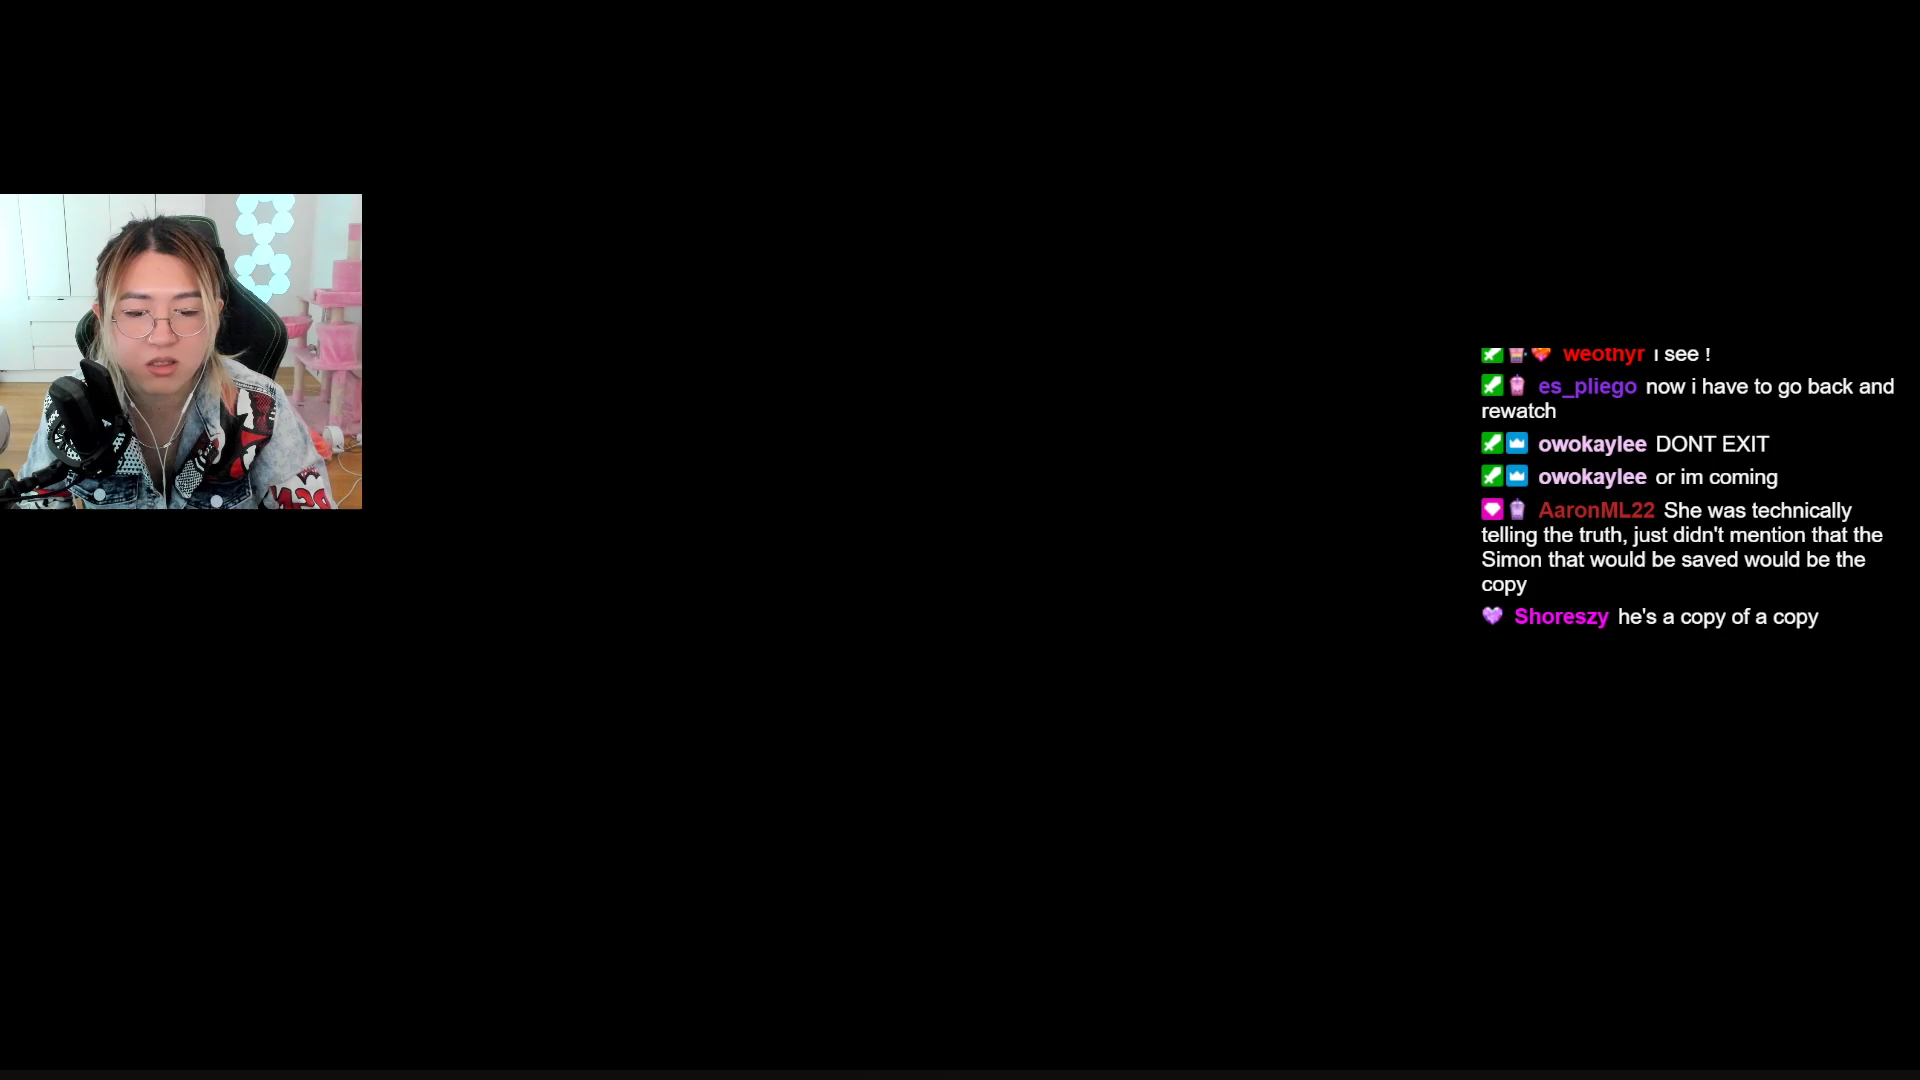 weothyr i see !
es_pliego now i have to go back and
rewatch
owokaylee DONT EXIT
owokaylee or im coming
AaronML22 She was technically
telling the truth, just didn't mention that the
Simon that would be saved would be the
copy
Shoreszy he's a copy of a copy